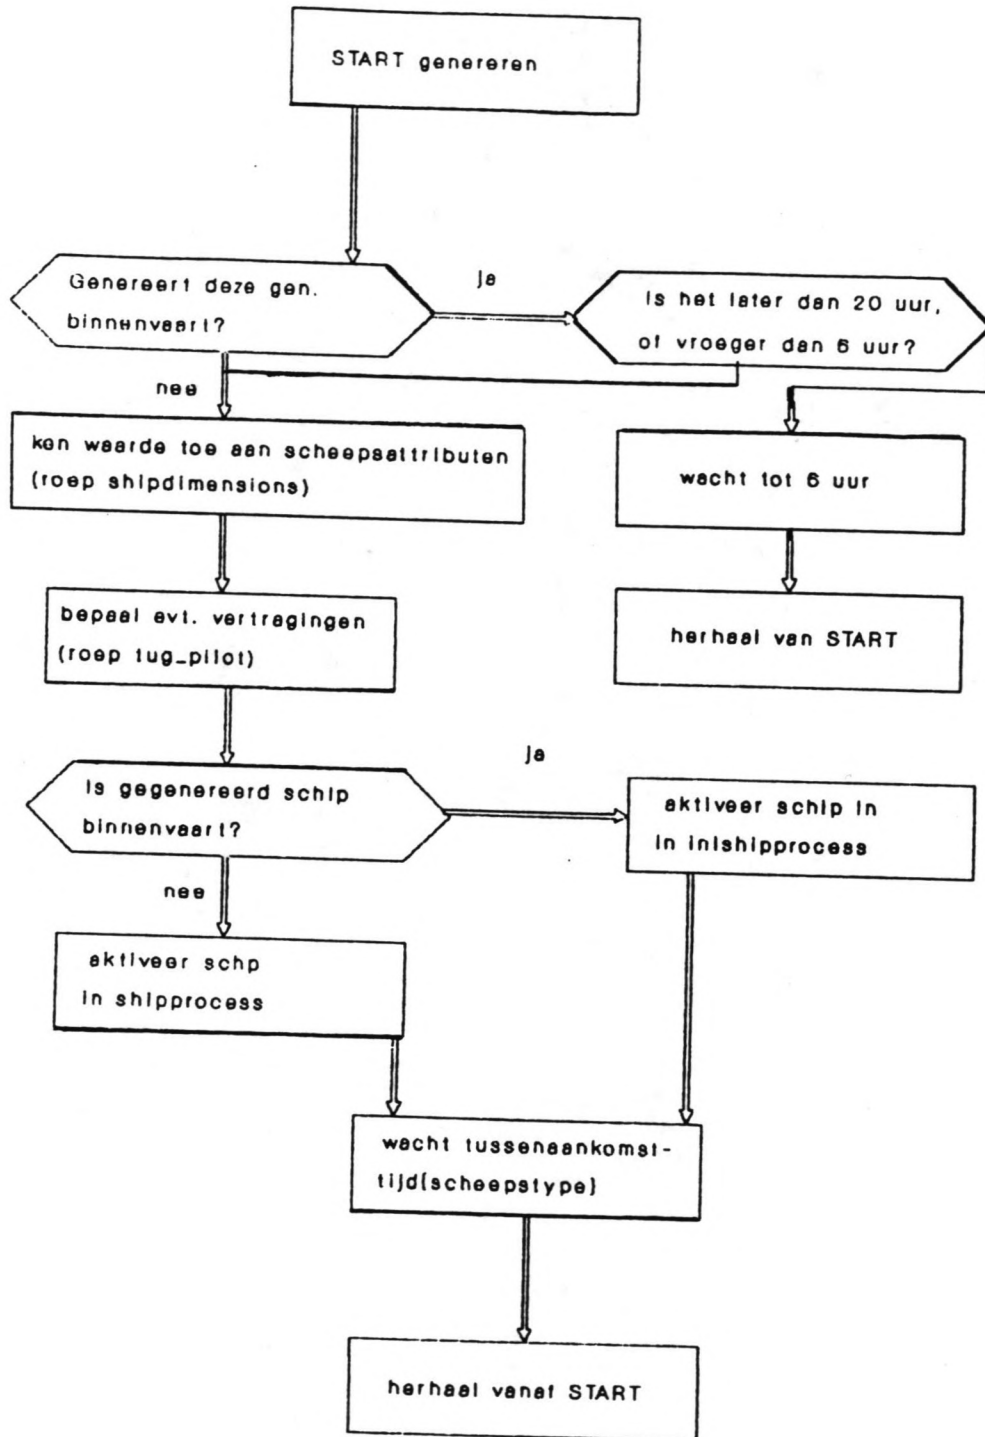 START genereren
Genereert deze gen.
binnenvaart?
ja
is het later dan 20 uur,
of vroeger dan 6 uur?
nee
ken waarde toe aan scheepsattributen
(roep shipdimensions)
wacht tot 6 uur
bepaal evt. vertragingen
(roep tug_pilot)
herhaal van START
ja
is gegenereerd schip
binnenvaart?
aktiveer schip in
in inishipprocess
nee
aktiveer schp
in shipprocess
wacht tussenaankomst-
tijd(scheepstype)
herhaal vanaf START